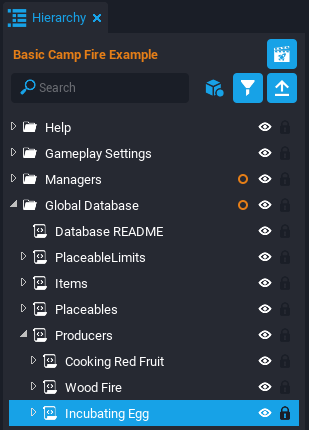 Hierarchy
Basic Camp Fire Example
Search
Help
Gameplay Settings
Managers
Global Database
Database README
PlaceableLimits
Items
Placeables
Producers
Cooking Red Fruit
Wood Fire
Incubating Egg